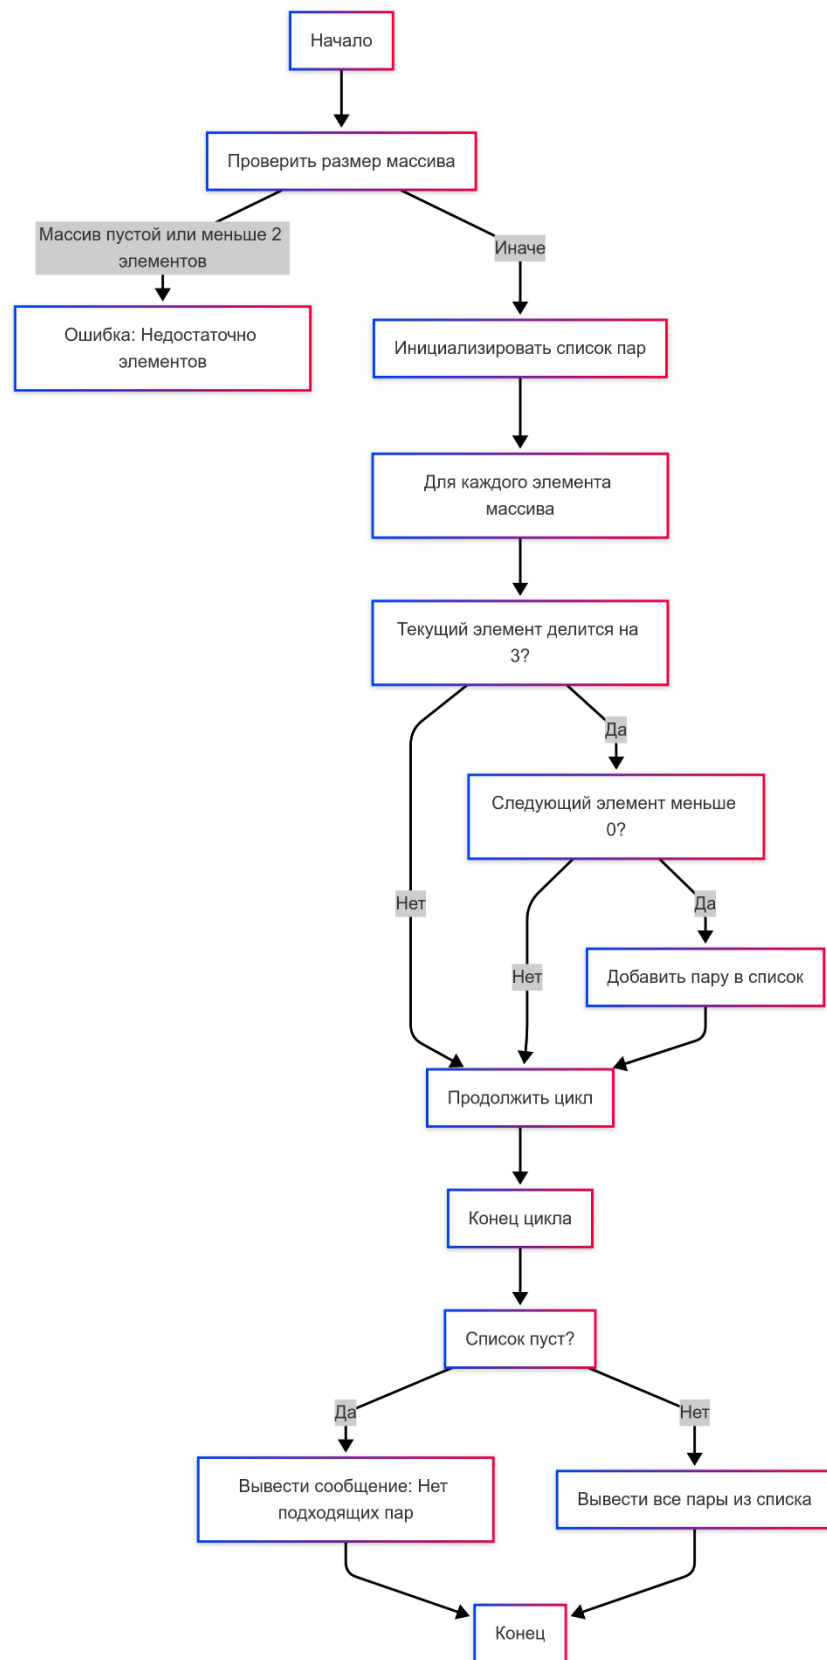 Начало
Проверить размер массива
Массив пустой или меньше 2
элементов
Иначе
Ошибка: Недостаточно
элементов
Инициализировать список пар
Для каждого элемента
массива
Текущий элемент делится на
3?
Да
Следующий элемент меньше
0?
Нет
Да
Нет
Добавить пару в список
Продолжить цикл
Конец цикла
Список пуст?
Да
Нет
Вывести сообщение: Нет
подходящих пар
Вывести все пары из списка
Конец